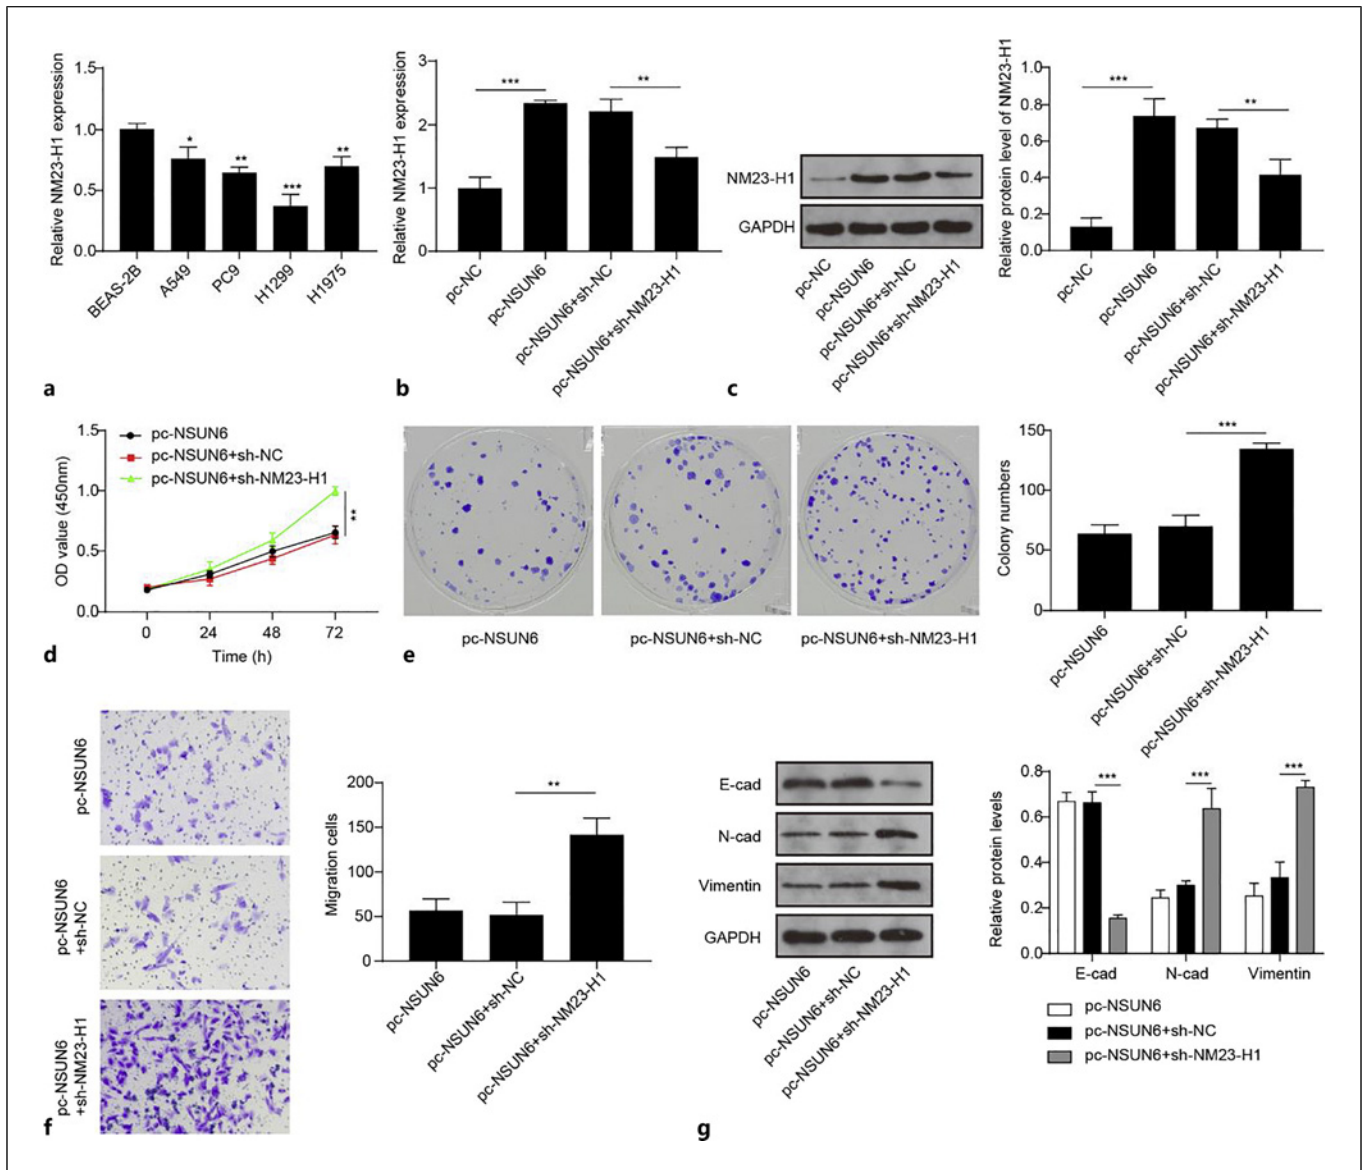 Relative NM23-H1 expression
1.5
1.0
0.5
0.0
*
**
***
**
BEAS-2B
A549
PC9
H1299
H1975
a
Relative NM23-H1 expression
3
2
1
0
***
**
pc-NC
pc-NSUN6
pc-NSUN6+sh-NC
pc-NSUN6+sh-NM23-H1
b
NM23-H1
GAPDH
pc-NC
pc-NSUN6
pc-NSUN6+sh-NC
pc-NSUN6+sh-NM23-H1
c
Relative protein level of NM23-H1
1.0
0.8
0.6
0.4
0.2
0.0
***
**
pc-NC
pc-NSUN6
pc-NSUN6+sh-NC
pc-NSUN6+sh-NM23-H1
OD value (450nm)
1.5
1.0
0.5
0.0
pc-NSUN6
pc-NSUN6+sh-NC
pc-NSUN6+sh-NM23-H1
**
0
24
48
72
Time (h)
d
pc-NSUN6
pc-NSUN6+sh-NC
pc-NSUN6+sh-NM23-H1
e
Colony numbers
150
100
50
0
***
pc-NSUN6
pc-NSUN6+sh-NC
pc-NSUN6+sh-NM23-H1
pc-NSUN6
pc-NSUN6
+sh-NC
pc-NSUN6
+sh-NM23-H1
f
Migration cells
200
150
100
50
0
**
pc-NSUN6
pc-NSUN6+sh-NC
pc-NSUN6+sh-NM23-H1
E-cad
N-cad
Vimentin
GAPDH
pc-NSUN6
pc-NSUN6+sh-NC
pc-NSUN6+sh-NM23-H1
g
Relative protein levels
0.8
0.6
0.4
0.2
0.0
***
***
***
E-cad
N-cad
Vimentin
pc-NSUN6
pc-NSUN6+sh-NC
pc-NSUN6+sh-NM23-H1